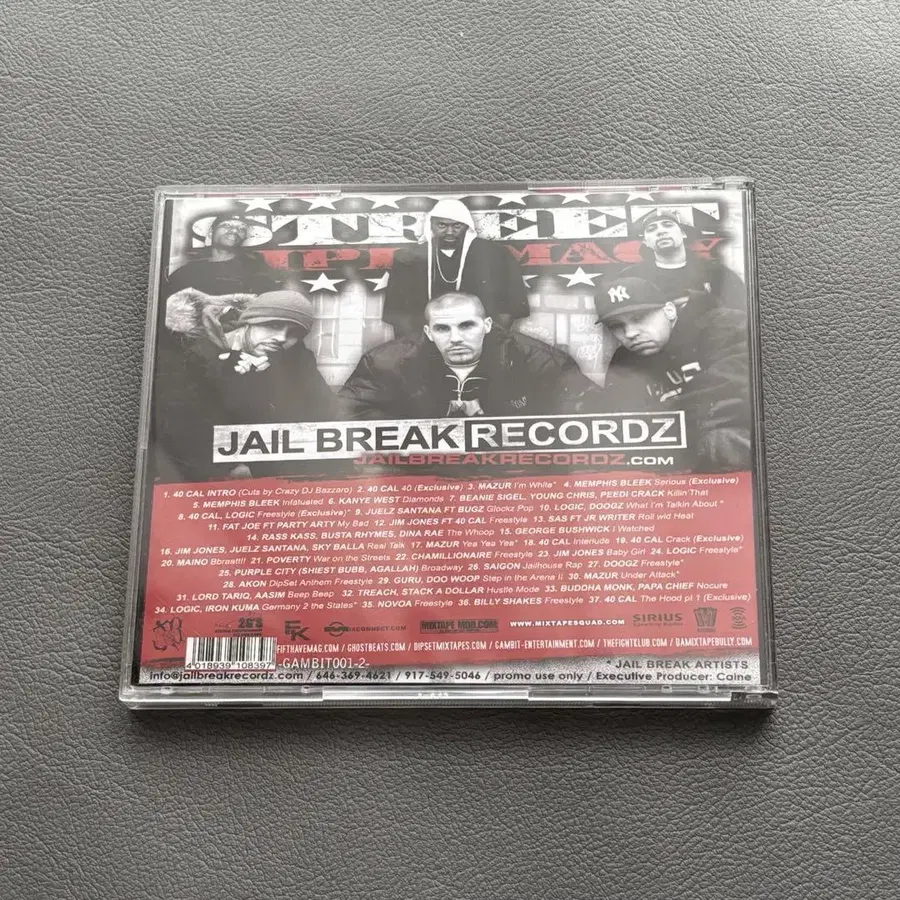 STREET
DIPLOMACY
JAIL BREAK RECORDZ
JAILBREAKRECORDZ.COM
1. 40 CAL INTRO (Cuts by Crazy DJ Bazzaro) 2. 40 CAL 40 (Exclusive) 3. MAZUR I'm White* 4. MEMPHIS BLEEK Serious (Exclusive)
5. MEMPHIS BLEEK Infatuated 6. KANYE WEST Diamonds 7. BEANIE SIGEL, YOUNG CHRIS, PEEDI CRACK Killin That
8. 40 CAL, LOGIC Freestyle (Exclusive)* 9. JUELZ SANTANA FT BUGZ Glockz Pop 10. LOGIC, DOOGZ What I'm Talkin About *
11. FAT JOE FT PARTY ARTY My Bad 12. JIM JONES FT 40 CAL Freestyle 13. SAS FT JR WRITER Roll wid Heat
14. RASS KASS, BUSTA RHYMES, DINA RAE The Whoop 15. GEORGE BUSHWICK I Watched
16. JIM JONES, JUELZ SANTANA, SKY BALLA Real Talk 17. MAZUR Yea Yea Yea* 18. 40 CAL Interlude 19. 40 CAL Crack (Exclusive)
20. MAINO Bbraat!!! 21. POVERTY War on the Streets 22. CHAMILLIONAIRE Freestyle 23. JIM JONES Baby Girl 24. LOGIC Freestyle*
25. PURPLE CITY (SHIEST BUBB, AGALLAH) Broadway 26. SAIGON Jailhouse Rap 27. DOOGZ Freestyle*
28. AKON DipSet Anthem Freestyle 29. GURU, DOO WOOP Step in the Arena II 30. MAZUR Under Attack*
31. LORD TARIQ, AASIM Beep Beep 32. TREACH, STACK A DOLLAR Hustle Mode 33. BUDDHA MONK, PAPA CHIEF Nocure
34. LOGIC, IRON KUMA Germany 2 the States* 35. NOVOA Freestyle 36. BILLY SHAKES Freestyle 37. 40 CAL The Hood pt 1 (Exclusive)
2G'S
EK
MIXCONNECT.COM
MIXTAPE MOB.COM
WWW.MIXTAPESQUAD.COM
SIRIUS
FIFTHAVEMAG.COM / GHOSTBEATS.COM / DIPSETMIXTAPES.COM / GAMBIT-ENTERTAINMENT.COM / THEFIGHTKLUB.COM / DAMIXTAPEBULLY.COM
4 018939 108397
-GAMBIT001-2-
* JAIL BREAK ARTISTS
info@jailbreakrecordz.com / 646-369-4621 / 917-549-5046 / promo use only / Executive Producer: Caine